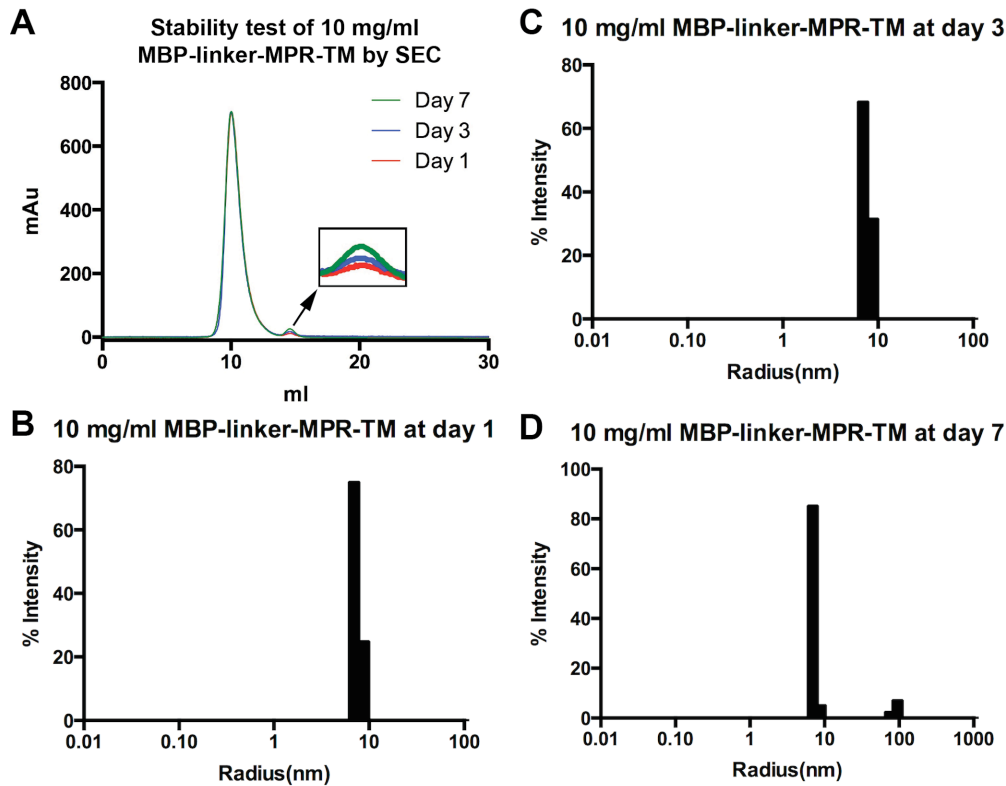 A
Stability test of 10 mg/ml
MBP-linker-MPR-TM by SEC
800
600
400
200
0
mAu
Day 7
Day 3
Day 1
0 10 20 30
ml
B 10 mg/ml MBP-linker-MPR-TM at day 1
80
60
40
20
0
% Intensity
0.01 0.10 1 10 100
Radius(nm)
C 10 mg/ml MBP-linker-MPR-TM at day 3
80
60
40
20
0
% Intensity
0.01 0.10 1 10 100
Radius(nm)
D 10 mg/ml MBP-linker-MPR-TM at day 7
100
80
60
40
20
0
% Intensity
0.01 0.10 1 10 100 1000
Radius(nm)